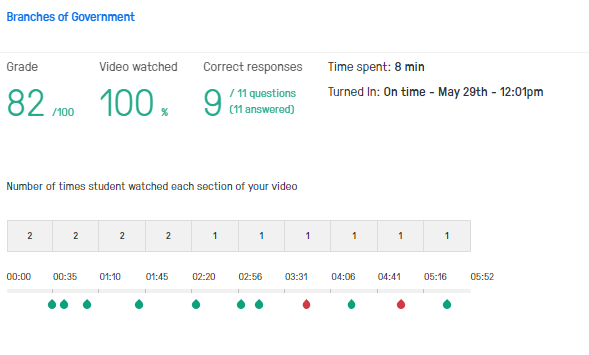 Branches of Government
Grade
82 /100
Video watched
100 %
Correct responses
9 / 11 questions
(11 answered)
Time spent: 8 min
Turned In: On time - May 29th - 12:01pm
Number of times student watched each section of your video
2 2 2 2 1 1 1 1 1 1
00:00 00:35 01:10 01:45 02:20 02:56 03:31 04:06 04:41 05:16 05:52